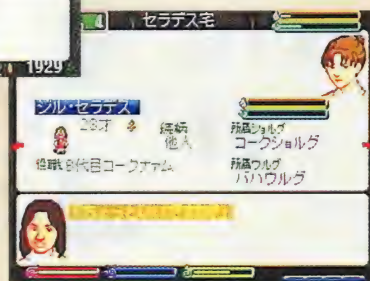 セラデス宅
1929
ジル・セラデス
28才
続柄 他人
所属ショルグ
コークショルグ
役職 8代目コークナァム
所属ウルグ
バハウルグ